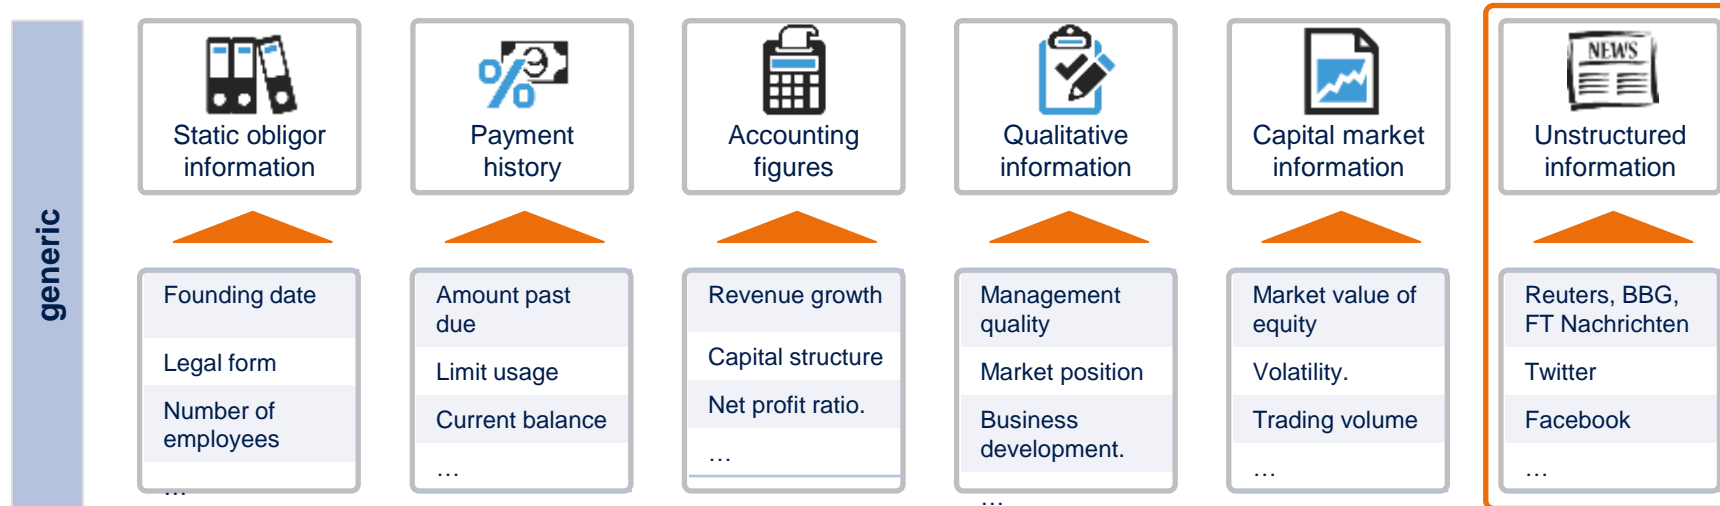 generic
NEWS
Static obligor
information
Payment
history
Accounting
figures
Qualitative
information
Capital market
information
Unstructured
information
Founding date
Legal form
Number of
employees
…
Amount past
due
Limit usage
Current balance
…
Revenue growth
Capital structure
Net profit ratio.
…
Management
quality
Market position
Business
development.
…
Market value of
equity
Volatility.
Trading volume
…
Reuters, BBG,
FT Nachrichten
Twitter
Facebook
…